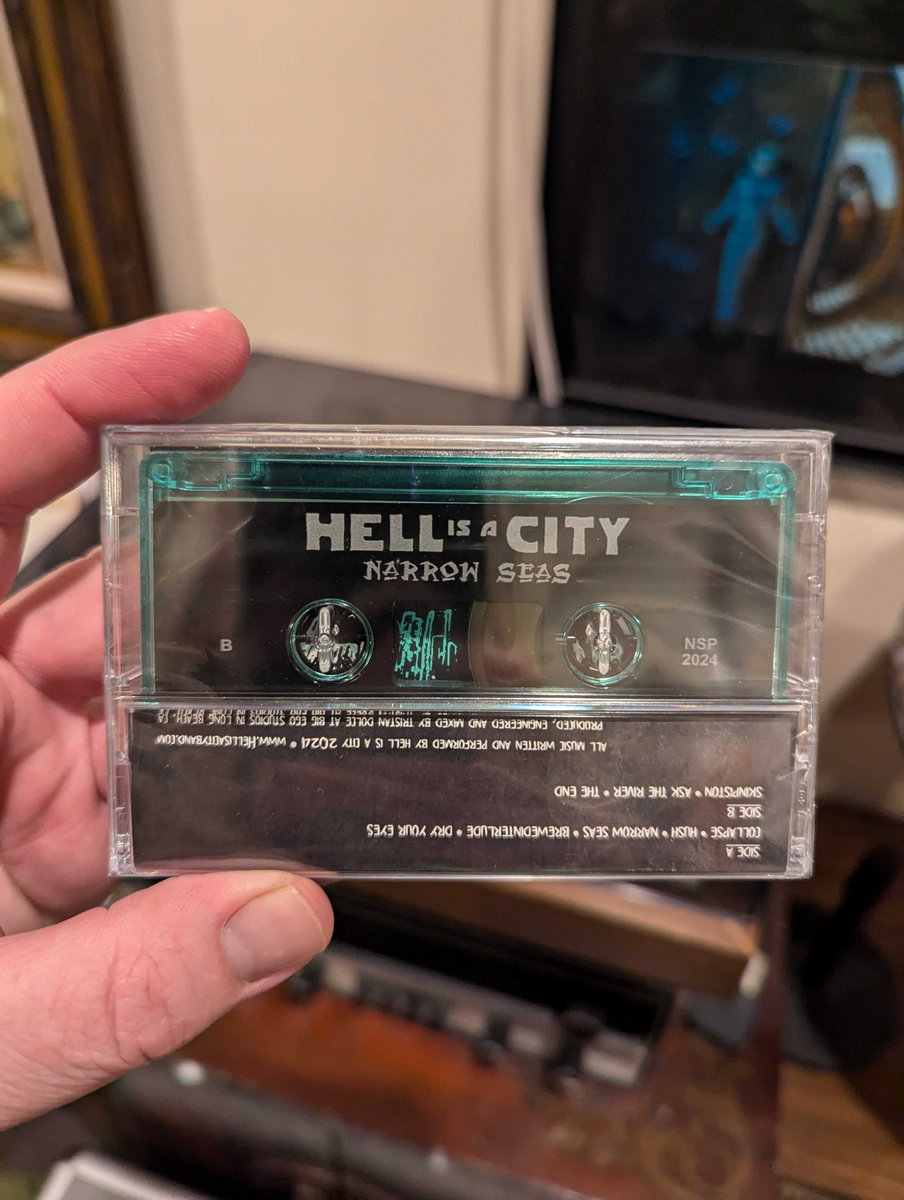 HELL IS A CITY
NARROW SEAS
B
NSP
2024
SIDE A
COLLAPSE • HUSH • NARROW SEAS • BREWEDINTERLUDE • DRY YOUR EYES
SIDE B
SKINPISTON • ASK THE RIVER • THE END
ALL MUSIC WRITTEN AND PERFORMED BY HELL IS A CITY 2024 • WWW.HELLISACITYBAND.COM
PRODUCED, ENGINEERED AND MIXED BY TRISTAN DOLCE AT BIG EGO STUDIOS IN LONG BEACH, CA.